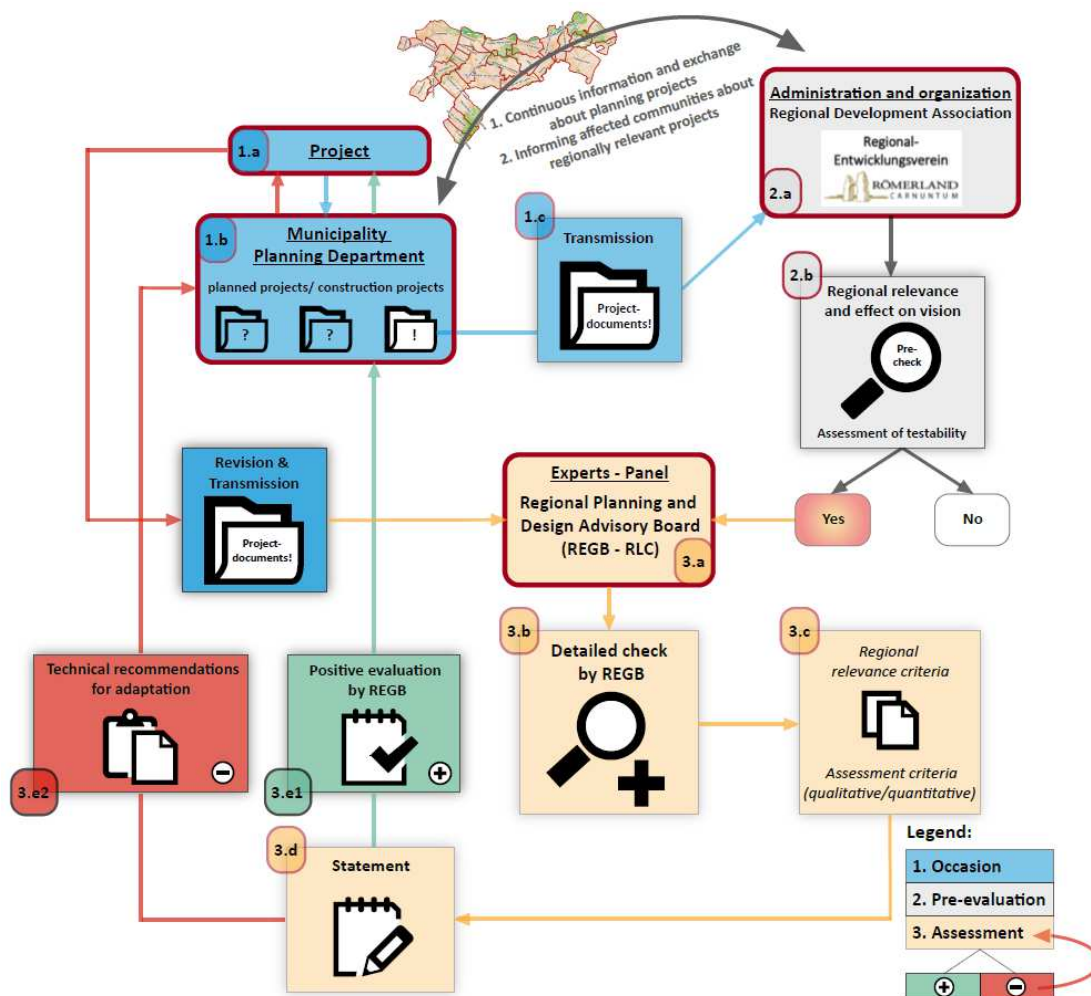 1. Continuous information and exchange
about planning projects
2. Informing affected communities about
regionally relevant projects
Administration and organization
Regional Development Association
Regional-
Entwicklungsverein
RÖMERLAND
CARNUNTUM
2.a
1.a
Project
1.b
Municipality
Planning Department
planned projects/ construction projects
?
?
!
1.c
Transmission
Project-
documents!
2.b
Regional relevance
and effect on vision
Pre-
check
Assessment of testability
Yes
No
Revision &
Transmission
Project-
documents!
Experts - Panel
Regional Planning and
Design Advisory Board
(REGB - RLC)
3.a
3.b
Detailed check
by REGB
3.c
Regional
relevance criteria
Assessment criteria
(qualitative/quantitative)
Technical recommendations
for adaptation
3.e2
Positive evaluation
by REGB
3.e1
3.d
Statement
Legend:
1. Occasion
2. Pre-evaluation
3. Assessment